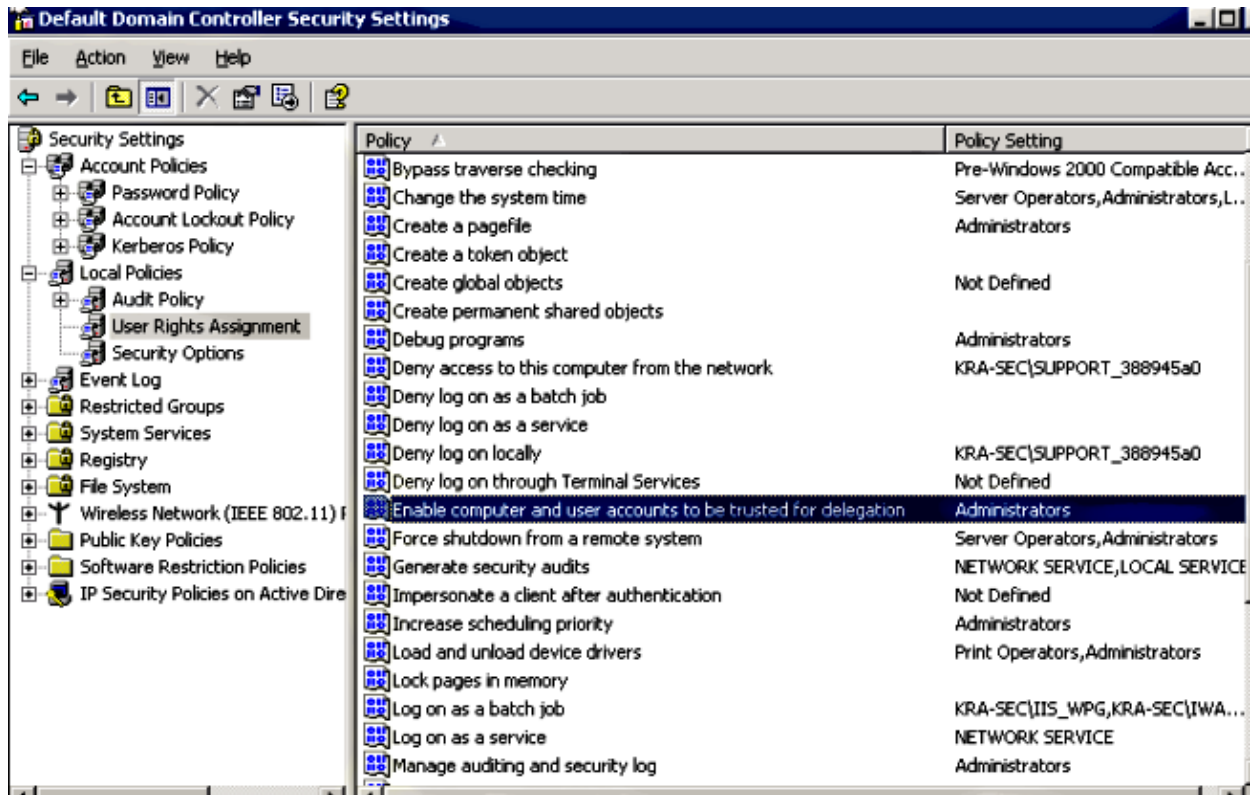 Default Domain Controller Security Settings
File Action View Help
Security Settings
Account Policies
Password Policy
Account Lockout Policy
Kerberos Policy
Local Policies
Audit Policy
User Rights Assignment
Security Options
Event Log
Restricted Groups
System Services
Registry
File System
Wireless Network (IEEE 802.11) P
Public Key Policies
Software Restriction Policies
IP Security Policies on Active Dire
Policy Policy Setting
Bypass traverse checking Pre-Windows 2000 Compatible Acc...
Change the system time Server Operators,Administrators,L...
Create a pagefile Administrators
Create a token object
Create global objects Not Defined
Create permanent shared objects
Debug programs Administrators
Deny access to this computer from the network KRA-SEC\SUPPORT_388945a0
Deny log on as a batch job
Deny log on as a service
Deny log on locally KRA-SEC\SUPPORT_388945a0
Deny log on through Terminal Services Not Defined
Enable computer and user accounts to be trusted for delegation Administrators
Force shutdown from a remote system Server Operators,Administrators
Generate security audits NETWORK SERVICE,LOCAL SERVICE
Impersonate a client after authentication Not Defined
Increase scheduling priority Administrators
Load and unload device drivers Print Operators,Administrators
Lock pages in memory
Log on as a batch job KRA-SEC\IIS_WPG,KRA-SEC\IWA...
Log on as a service NETWORK SERVICE
Manage auditing and security log Administrators